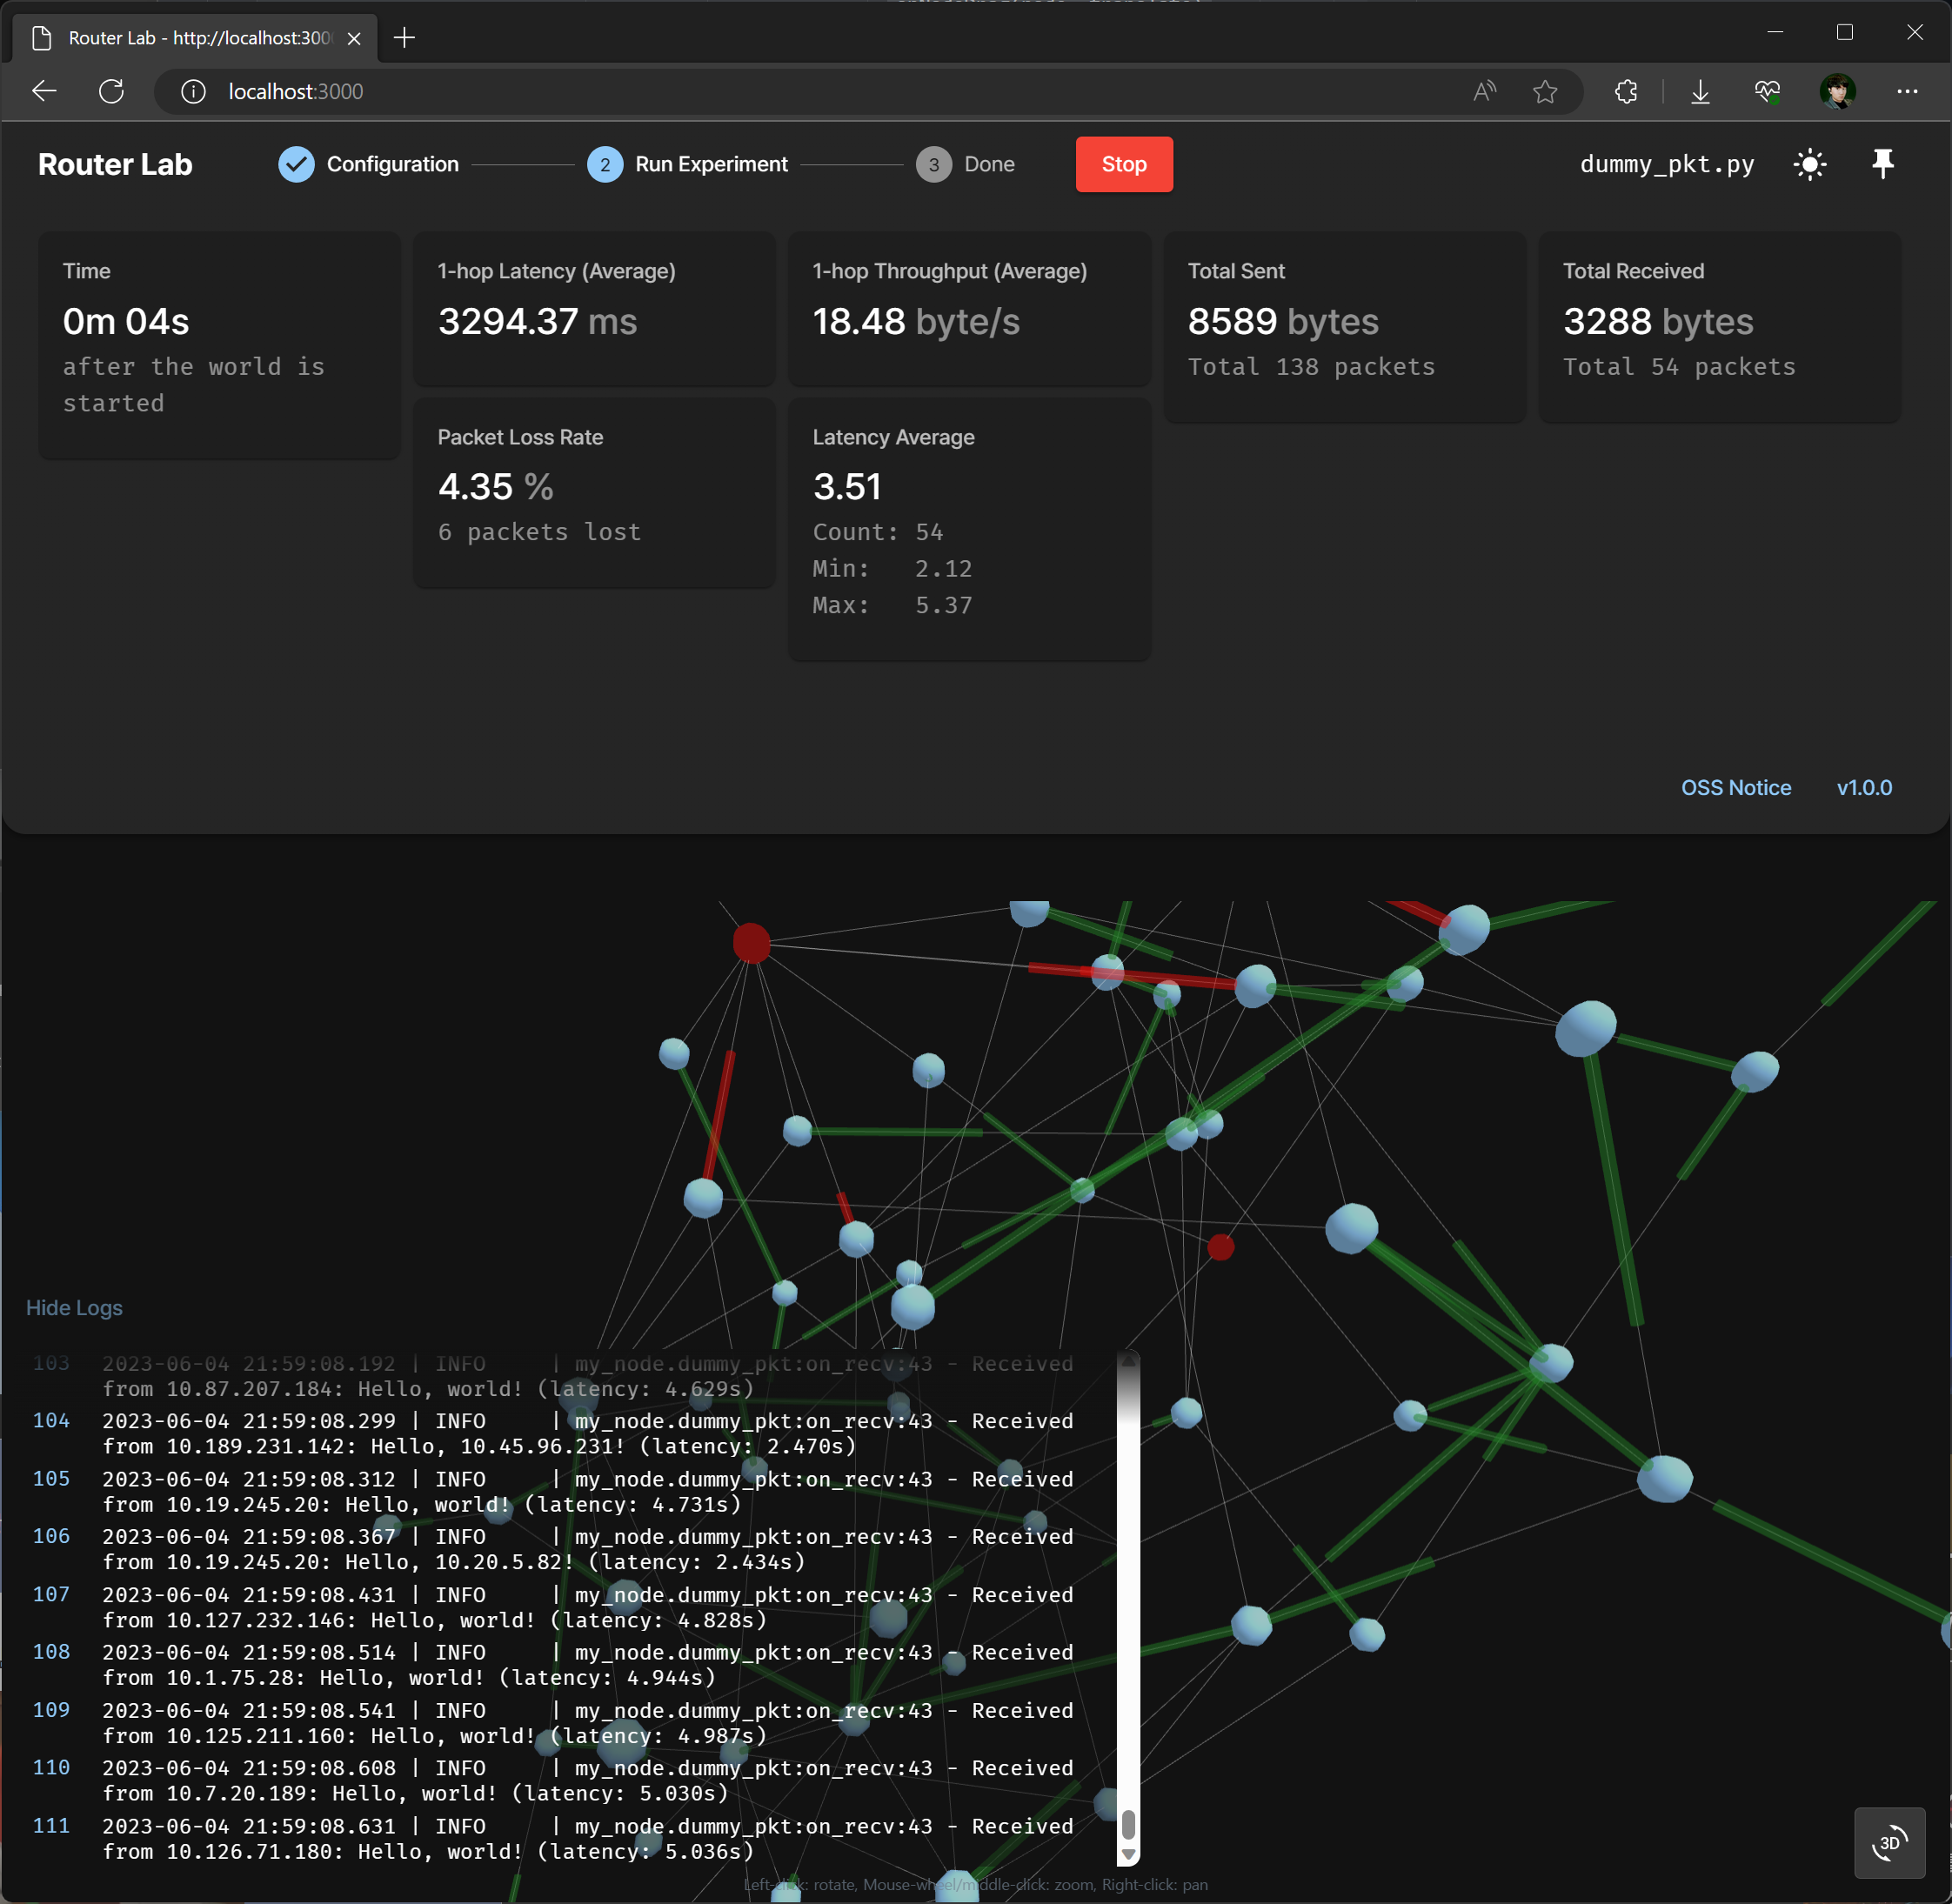 Router Lab - http://localhost:300
localhost:3000
Router Lab
Configuration
2 Run Experiment
3 Done
Stop
dummy_pkt.py
Time
0m 04s
after the world is
started
1-hop Latency (Average)
3294.37 ms
1-hop Throughput (Average)
18.48 byte/s
Total Sent
8589 bytes
Total 138 packets
Total Received
3288 bytes
Total 54 packets
Packet Loss Rate
4.35 %
6 packets lost
Latency Average
3.51
Count: 54
Min: 2.12
Max: 5.37
OSS Notice
v1.0.0
Hide Logs
103 2023-06-04 21:59:08.192 | INFO | my_node.dummy_pkt:on_recv:43 - Received
from 10.87.207.184: Hello, world! (latency: 4.629s)
104 2023-06-04 21:59:08.299 | INFO | my_node.dummy_pkt:on_recv:43 - Received
from 10.189.231.142: Hello, 10.45.96.231! (latency: 2.470s)
105 2023-06-04 21:59:08.312 | INFO | my_node.dummy_pkt:on_recv:43 - Received
from 10.19.245.20: Hello, world! (latency: 4.731s)
106 2023-06-04 21:59:08.367 | INFO | my_node.dummy_pkt:on_recv:43 - Received
from 10.19.245.20: Hello, 10.20.5.82! (latency: 2.434s)
107 2023-06-04 21:59:08.431 | INFO | my_node.dummy_pkt:on_recv:43 - Received
from 10.127.232.146: Hello, world! (latency: 4.828s)
108 2023-06-04 21:59:08.514 | INFO | my_node.dummy_pkt:on_recv:43 - Received
from 10.1.75.28: Hello, world! (latency: 4.944s)
109 2023-06-04 21:59:08.541 | INFO | my_node.dummy_pkt:on_recv:43 - Received
from 10.125.211.160: Hello, world! (latency: 4.987s)
110 2023-06-04 21:59:08.608 | INFO | my_node.dummy_pkt:on_recv:43 - Received
from 10.7.20.189: Hello, world! (latency: 5.030s)
111 2023-06-04 21:59:08.631 | INFO | my_node.dummy_pkt:on_recv:43 - Received
from 10.126.71.180: Hello, world! (latency: 5.036s)
3D
Left-click: rotate, Mouse-wheel/middle-click: zoom, Right-click: pan